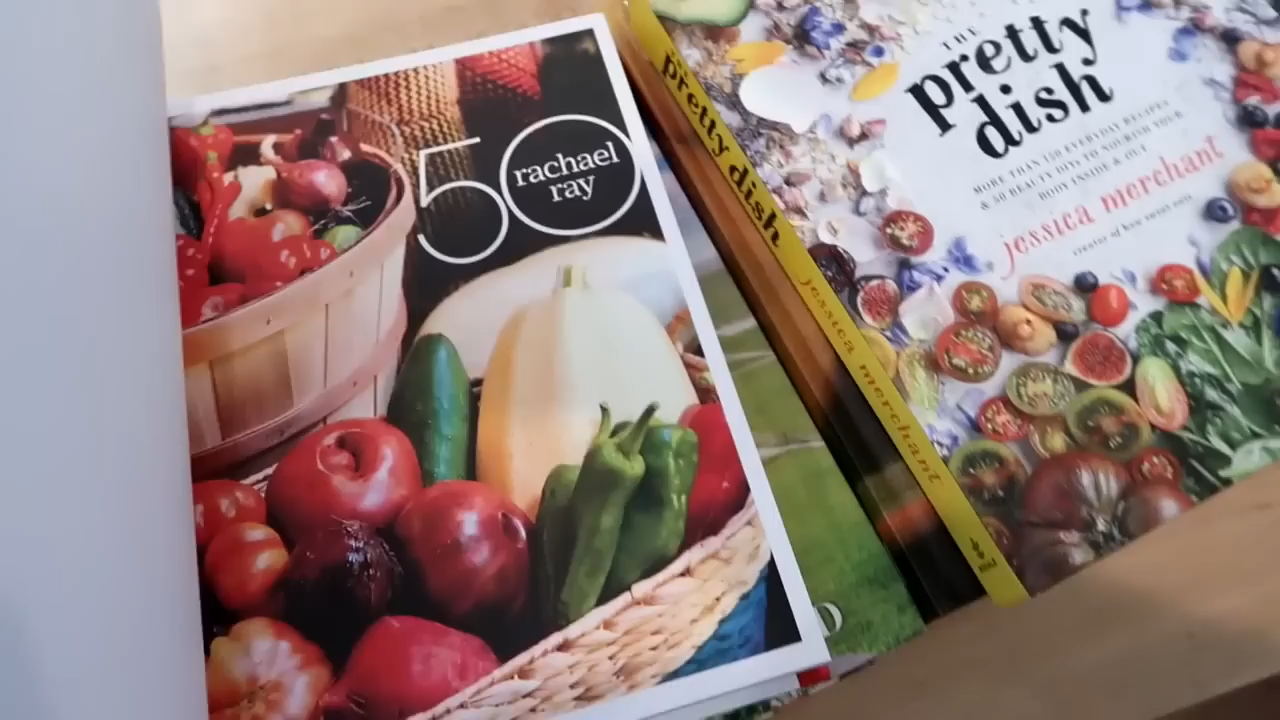 50
rachael
ray
THE
pretty
dish
MORE THAN 150 EVERYDAY RECIPES
& 50 BEAUTY DIYS TO NOURISH YOUR
BODY INSIDE & OUT
jessica merchant
creator of how sweet eats
pretty dish
jessica merchant
D